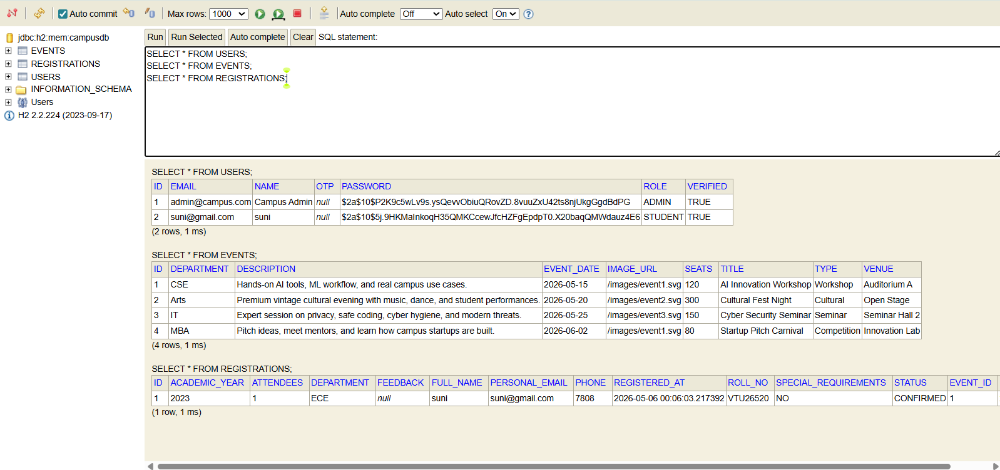 Auto commit Max rows: 1000 Auto complete Off Auto select On
jdbc:h2:mem:campusdb
EVENTS
REGISTRATIONS
USERS
INFORMATION_SCHEMA
Users
H2 2.2.224 (2023-09-17)
Run Run Selected Auto complete Clear SQL statement:
SELECT * FROM USERS;
SELECT * FROM EVENTS;
SELECT * FROM REGISTRATIONS;
SELECT * FROM USERS;
ID EMAIL NAME OTP PASSWORD ROLE VERIFIED
1 admin@campus.com Campus Admin null $2a$10$P2K9c5wLv9s.ysQevvObiuQRovZD.8vuuZxU42ts8njUkgGgdBdPG ADMIN TRUE
2 suni@gmail.com suni null $2a$10$5j.9HKMaInkoqH35QMKCcewJfcHZFgEpdpT0.X20baqQMWdauz4E6 STUDENT TRUE
(2 rows, 1 ms)
SELECT * FROM EVENTS;
ID DEPARTMENT DESCRIPTION EVENT_DATE IMAGE_URL SEATS TITLE TYPE VENUE
1 CSE Hands-on AI tools, ML workflow, and real campus use cases. 2026-05-15 /images/event1.svg 120 AI Innovation Workshop Workshop Auditorium A
2 Arts Premium vintage cultural evening with music, dance, and student performances. 2026-05-20 /images/event2.svg 300 Cultural Fest Night Cultural Open Stage
3 IT Expert session on privacy, safe coding, cyber hygiene, and modern threats. 2026-05-25 /images/event3.svg 150 Cyber Security Seminar Seminar Seminar Hall 2
4 MBA Pitch ideas, meet mentors, and learn how campus startups are built. 2026-06-02 /images/event1.svg 80 Startup Pitch Carnival Competition Innovation Lab
(4 rows, 1 ms)
SELECT * FROM REGISTRATIONS;
ID ACADEMIC_YEAR ATTENDEES DEPARTMENT FEEDBACK FULL_NAME PERSONAL_EMAIL PHONE REGISTERED_AT ROLL_NO SPECIAL_REQUIREMENTS STATUS EVENT_ID
1 2023 1 ECE null suni suni@gmail.com 7808 2026-05-06 00:06:03.217392 VTU26520 NO CONFIRMED 1
(1 row, 1 ms)